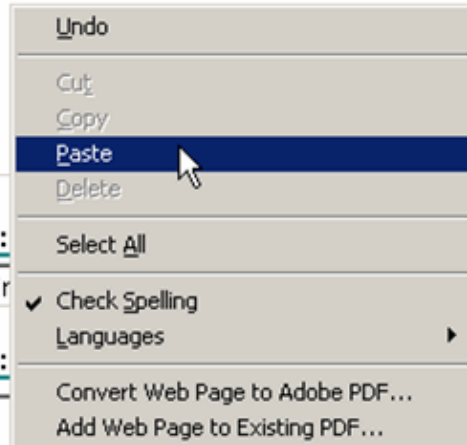 Undo
Cut
Copy
Paste
Delete
Select All
Check Spelling
Languages
Convert Web Page to Adobe PDF...
Add Web Page to Existing PDF...